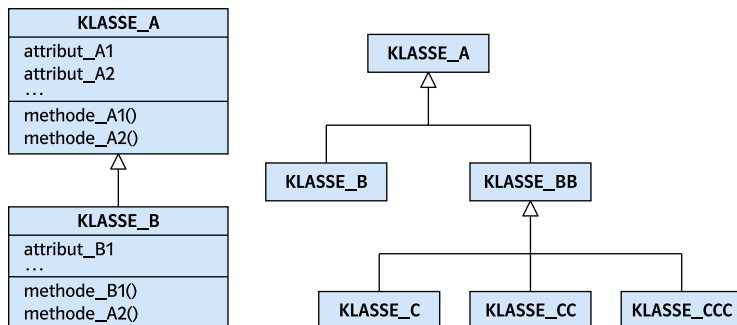 KLASSE_A
attribut_A1
attribut_A2
...
methode_A1()
methode_A2()
KLASSE_B
attribut_B1
...
methode_B1()
methode_A2()
KLASSE_A
KLASSE_B
KLASSE_BB
KLASSE_C
KLASSE_CC
KLASSE_CCC